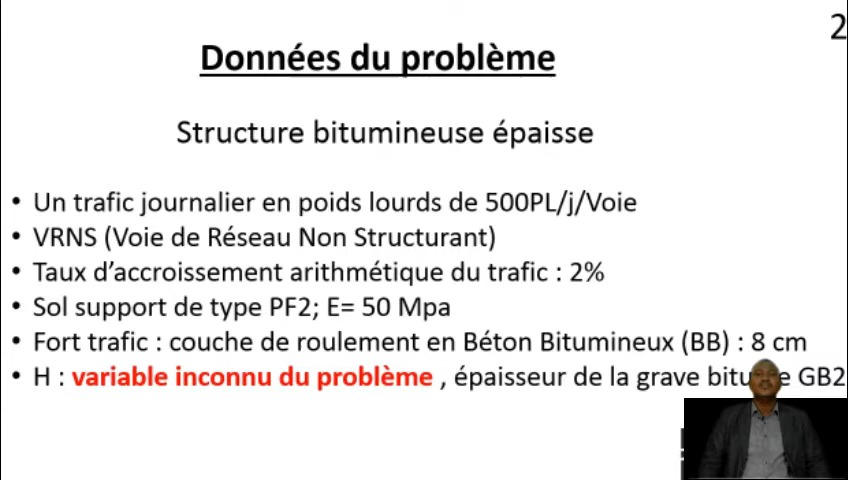 2
Données du problème
Structure bitumineuse épaisse
• Un trafic journalier en poids lourds de 500PL/j/Voie
• VRNS (Voie de Réseau Non Structurant)
• Taux d'accroissement arithmétique du trafic : 2%
• Sol support de type PF2; E= 50 Mpa
• Fort trafic : couche de roulement en Béton Bitumineux (BB) : 8 cm
• H : variable inconnu du problème , épaisseur de la grave GB2